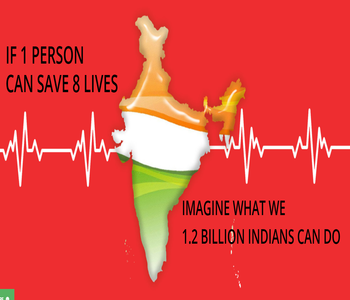 IF 1 PERSON
CAN SAVE 8 LIVES
IMAGINE WHAT WE
1.2 BILLION INDIANS CAN DO